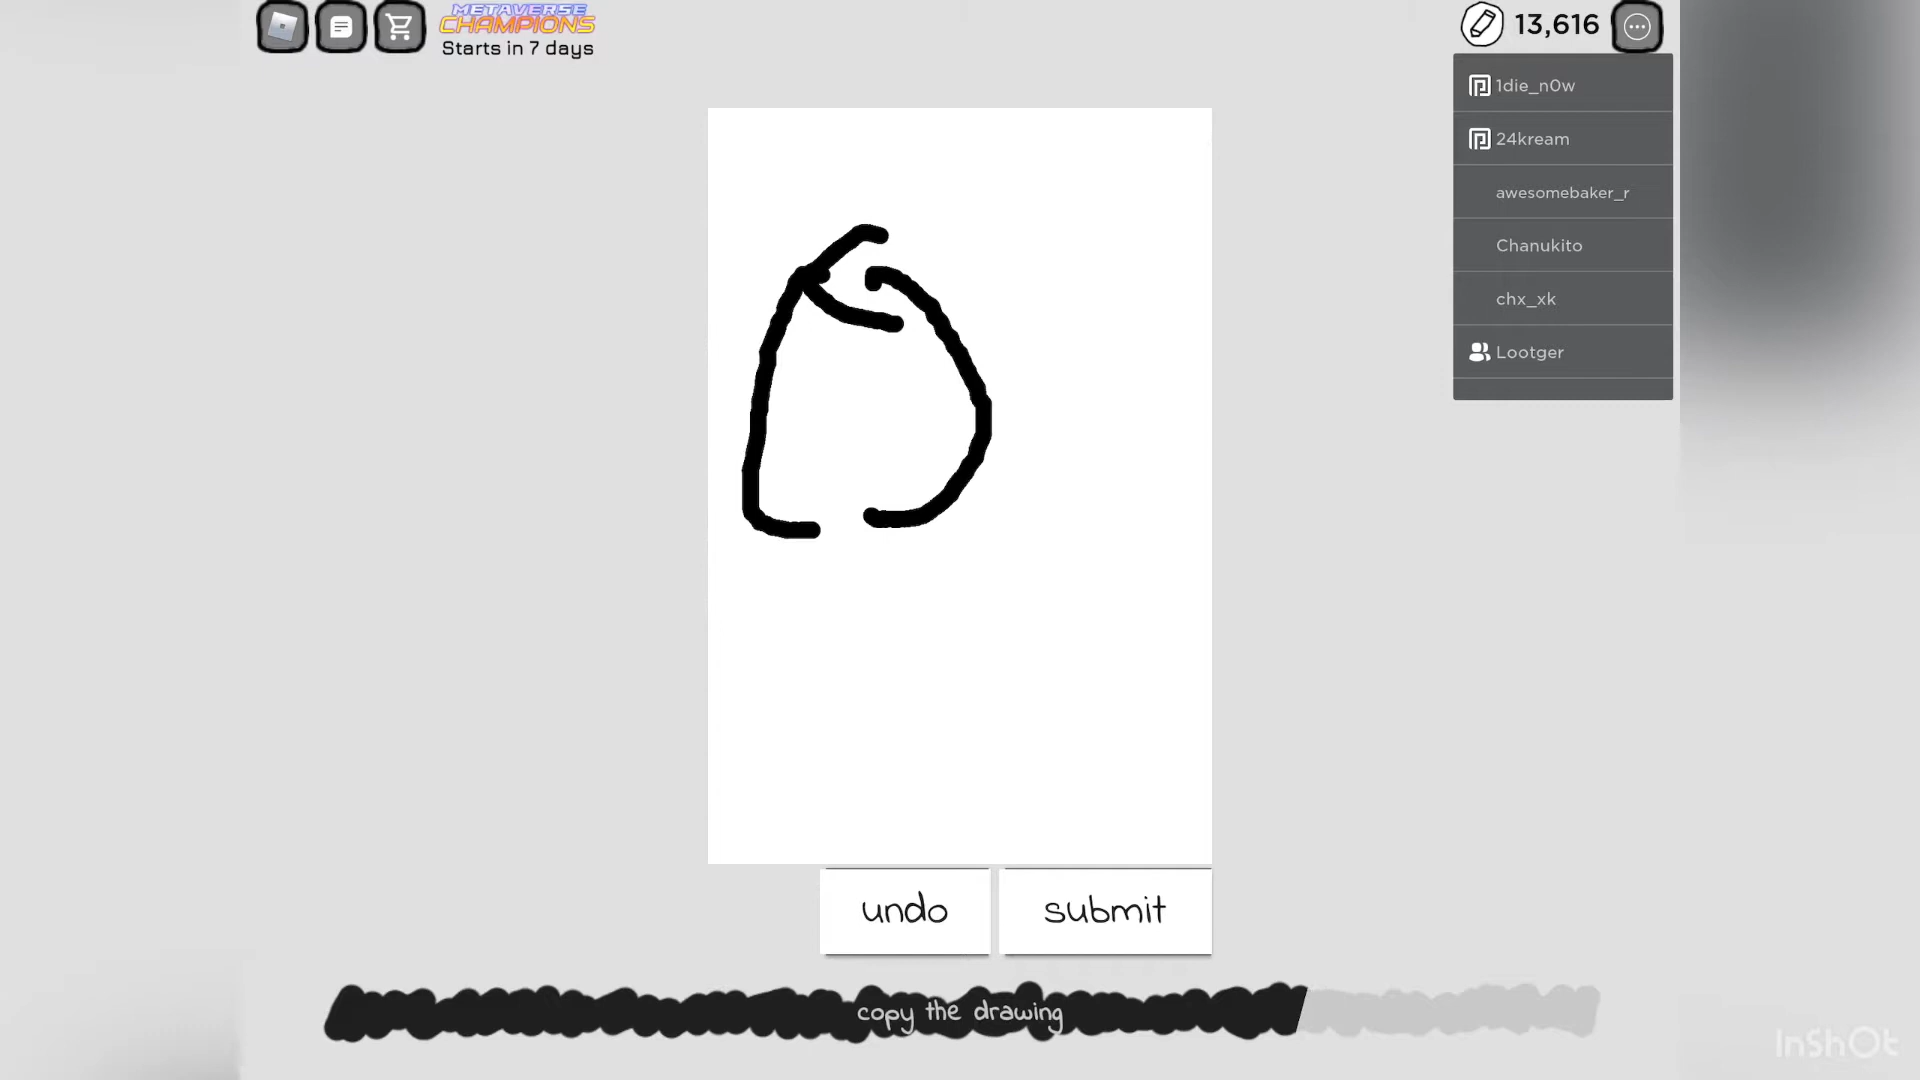 METAVERSE
CHAMPIONS
Starts in 7 days
13,616
1die_n0w
24kream
awesomebaker_r
Chanukito
chx_xk
Lootger
undo
submit
copy the drawing
InShOt